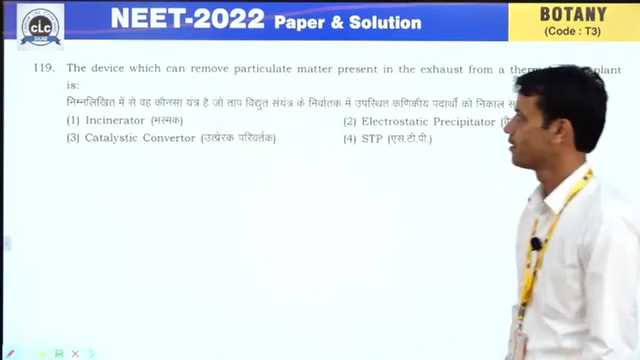 CLC
SIKAR
NEET-2022 Paper & Solution
BOTANY
(Code : T3)
119. The device which can remove particulate matter present in the exhaust from a plant
is:
निम्नलिखित में से वह कौनसा यंत्र है जो ताप विद्युत संयंत्र के निर्वातक में उपस्थित कणिकीय पदार्थो को निकाल
(1) Incinerator (भस्मक)
(2) Electrostatic Precipitator
(3) Catalystic Convertor (उत्प्रेरक परिवर्तक)
(4) STP (एस.टी.पी.)